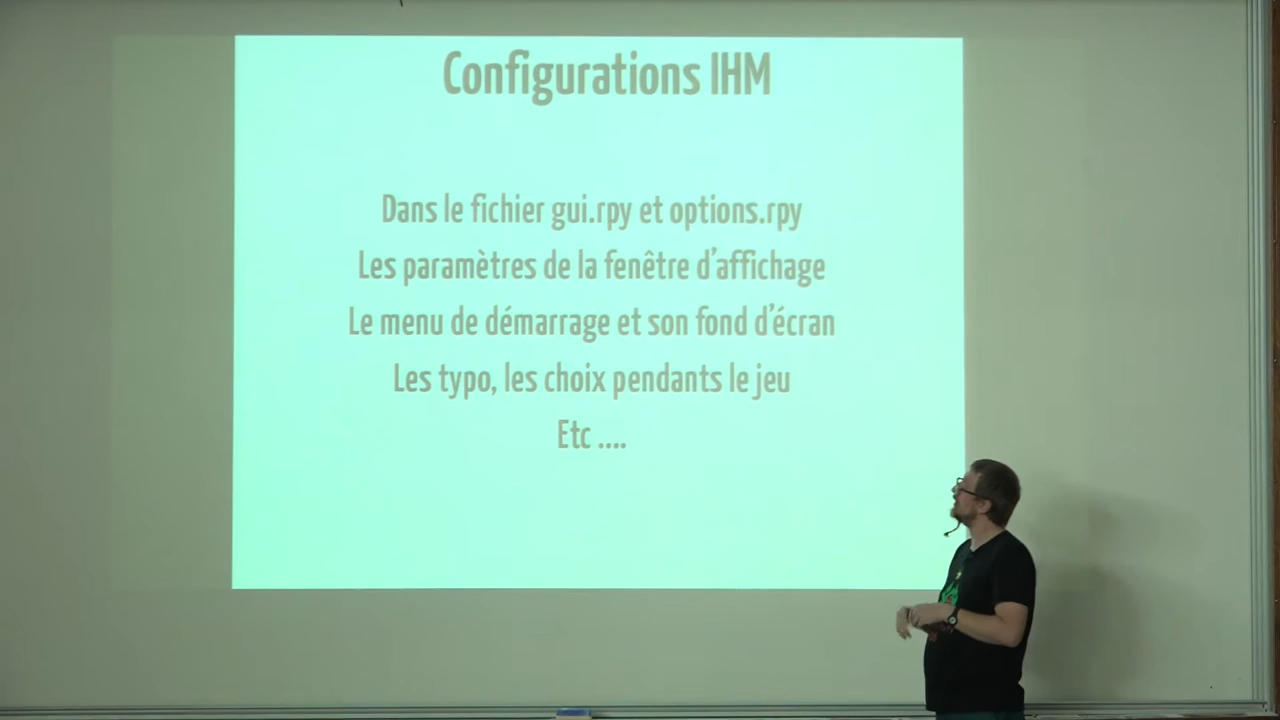 Configurations IHM
Dans le fichier gui.rpy et options.rpy
Les paramètres de la fenêtre d'affichage
Le menu de démarrage et son fond d'écran
Les typo, les choix pendants le jeu
Etc ....